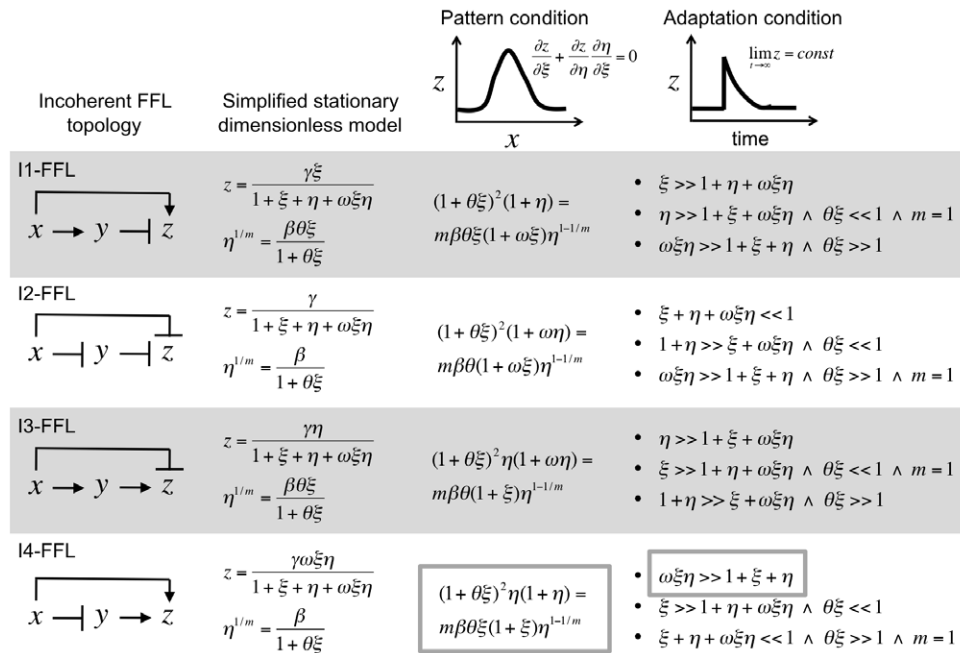 Pattern condition
Adaptation condition
z
∂z/∂ξ + ∂z/∂η ∂η/∂ξ = 0
x
z
lim t→∞ z = const
time
Incoherent FFL topology
Simplified stationary dimensionless model
I1-FFL
x → y ⊣ z
z = γξ / (1 + ξ + η + ωξη)
η^{1/m} = βθξ / (1 + θξ)
(1 + θξ)²(1 + η) =
mβθξ(1 + ωξ)η^{1−1/m}
• ξ >> 1 + η + ωξη
• η >> 1 + ξ + ωξη ∧ θξ << 1 ∧ m = 1
• ωξη >> 1 + ξ + η ∧ θξ >> 1
I2-FFL
x ⊣ y ⊣ z
z = γ / (1 + ξ + η + ωξη)
η^{1/m} = β / (1 + θξ)
(1 + θξ)²(1 + ωη) =
mβθ(1 + ωξ)η^{1−1/m}
• ξ + η + ωξη << 1
• 1 + η >> ξ + ωξη ∧ θξ << 1
• ωξη >> 1 + ξ + η ∧ θξ >> 1 ∧ m = 1
I3-FFL
x → y → z
z = γη / (1 + ξ + η + ωξη)
η^{1/m} = βθξ / (1 + θξ)
(1 + θξ)²η(1 + ωη) =
mβθ(1 + ξ)η^{1−1/m}
• η >> 1 + ξ + ωξη
• ξ >> 1 + η + ωξη ∧ θξ << 1 ∧ m = 1
• 1 + η >> ξ + ωξη ∧ θξ >> 1
I4-FFL
x ⊣ y → z
z = γωξη / (1 + ξ + η + ωξη)
η^{1/m} = β / (1 + θξ)
(1 + θξ)²η(1 + η) =
mβθξ(1 + ξ)η^{1−1/m}
• ωξη >> 1 + ξ + η
• ξ >> 1 + η + ωξη ∧ θξ << 1
• ξ + η + ωξη << 1 ∧ θξ >> 1 ∧ m = 1